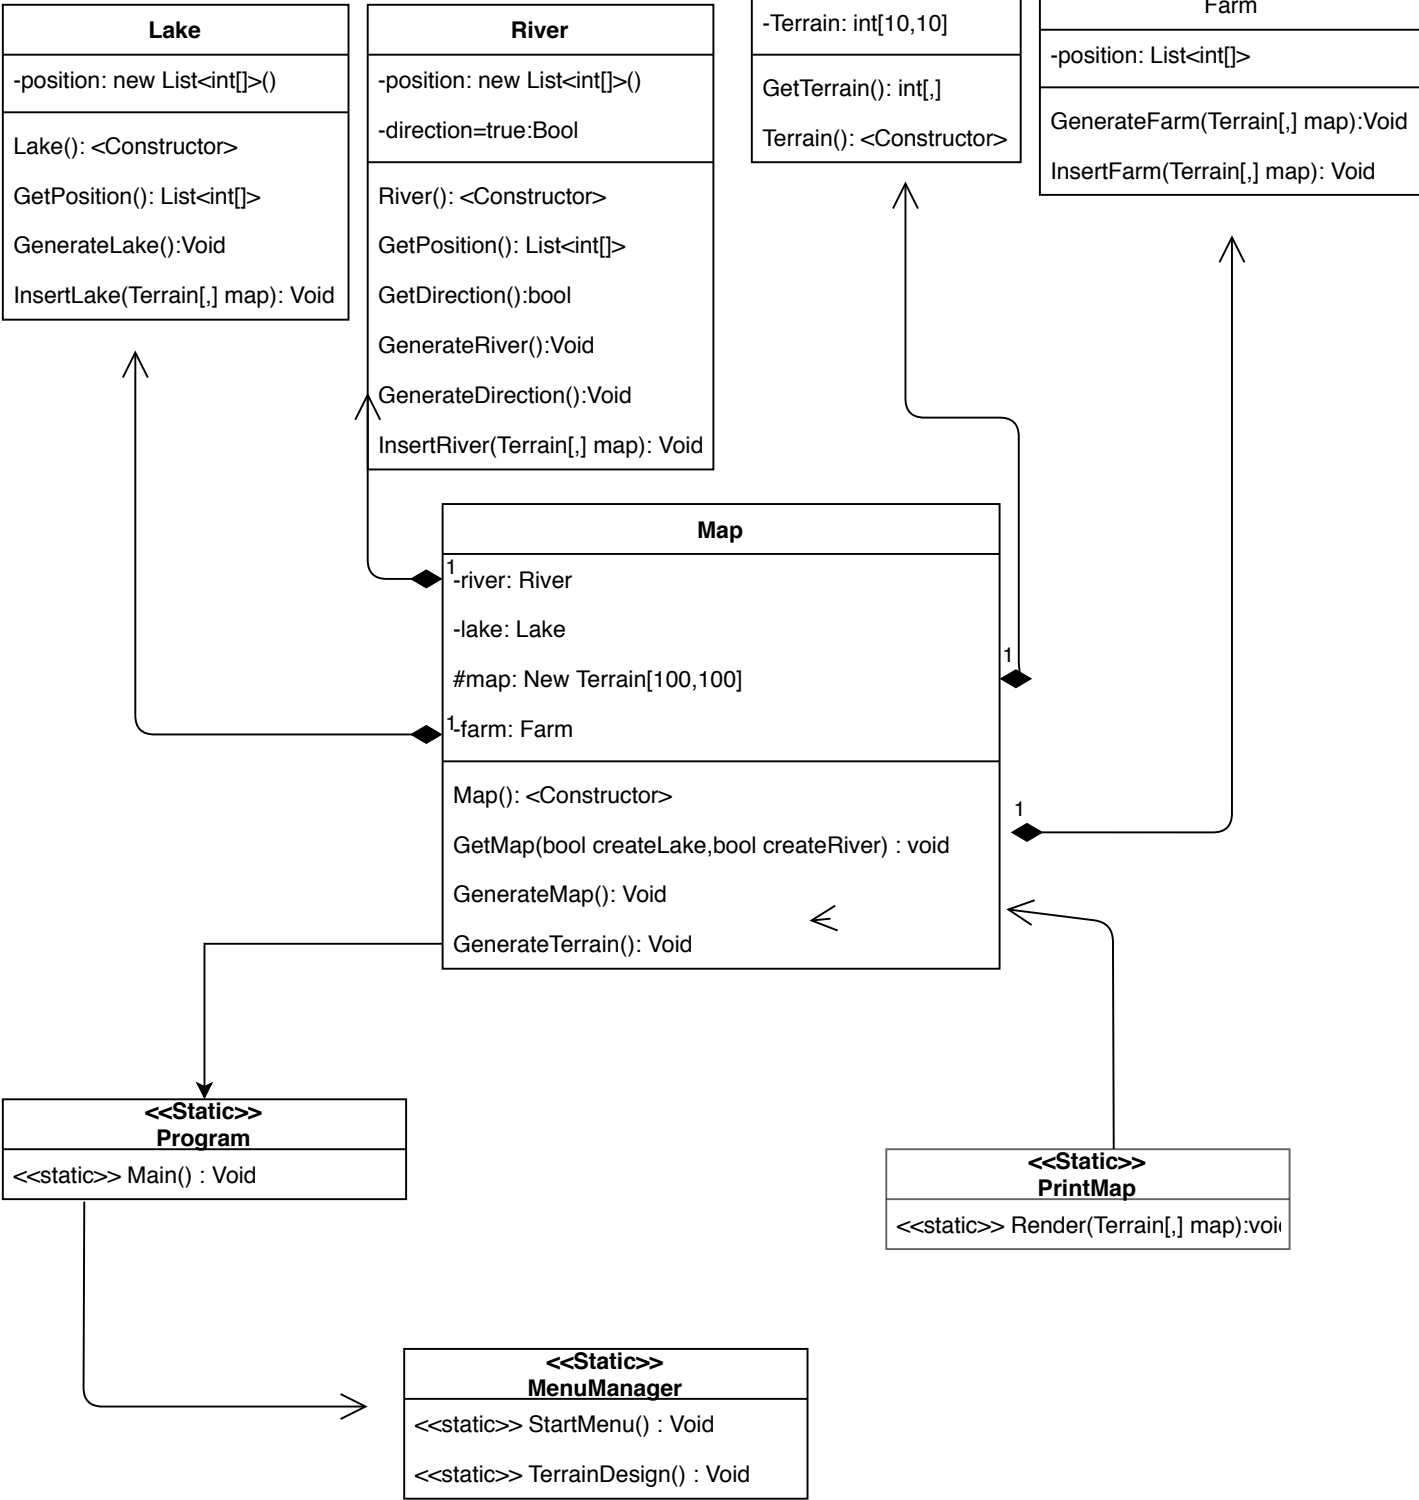 Lake
-position: new List<int[]>()
Lake(): <Constructor>
GetPosition(): List<int[]>
GenerateLake():Void
InsertLake(Terrain[,] map): Void
River
-position: new List<int[]>()
-direction=true:Bool
River(): <Constructor>
GetPosition(): List<int[]>
GetDirection():bool
GenerateRiver():Void
GenerateDirection():Void
InsertRiver(Terrain[,] map): Void
-Terrain: int[10,10]
GetTerrain(): int[,]
Terrain(): <Constructor>
Farm
-position: List<int[]>
GenerateFarm(Terrain[,] map):Void
InsertFarm(Terrain[,] map): Void
Map
1
-river: River
-lake: Lake
1
#map: New Terrain[100,100]
1
-farm: Farm
1
Map(): <Constructor>
GetMap(bool createLake,bool createRiver) : void
GenerateMap(): Void
GenerateTerrain(): Void
<<Static>>
Program
<<static>> Main() : Void
<<Static>>
PrintMap
<<static>> Render(Terrain[,] map):voi
<<Static>>
MenuManager
<<static>> StartMenu() : Void
<<static>> TerrainDesign() : Void